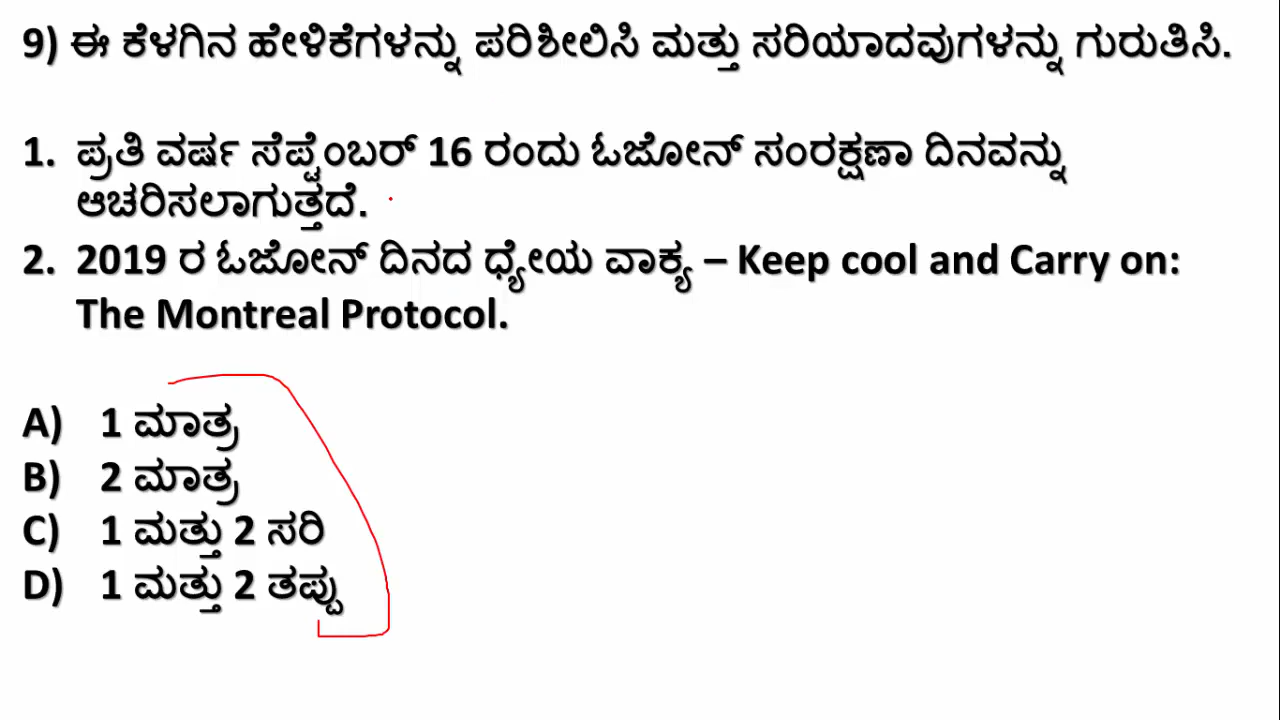 9) ಈ ಕೆಳಗಿನ ಹೇಳಿಕೆಗಳನ್ನು ಪರಿಶೀಲಿಸಿ ಮತ್ತು ಸರಿಯಾದವುಗಳನ್ನು ಗುರುತಿಸಿ.
1. ಪ್ರತಿ ವರ್ಷ ಸೆಪ್ಟೆಂಬರ್ 16 ರಂದು ಓಜೋನ್ ಸಂರಕ್ಷಣಾ ದಿನವನ್ನು
ಆಚರಿಸಲಾಗುತ್ತದೆ.
2. 2019 ರ ಓಜೋನ್ ದಿನದ ಧ್ಯೇಯ ವಾಕ್ಯ – Keep cool and Carry on:
The Montreal Protocol.
A) 1 ಮಾತ್ರ
B) 2 ಮಾತ್ರ
C) 1 ಮತ್ತು 2 ಸರಿ
D) 1 ಮತ್ತು 2 ತಪ್ಪು